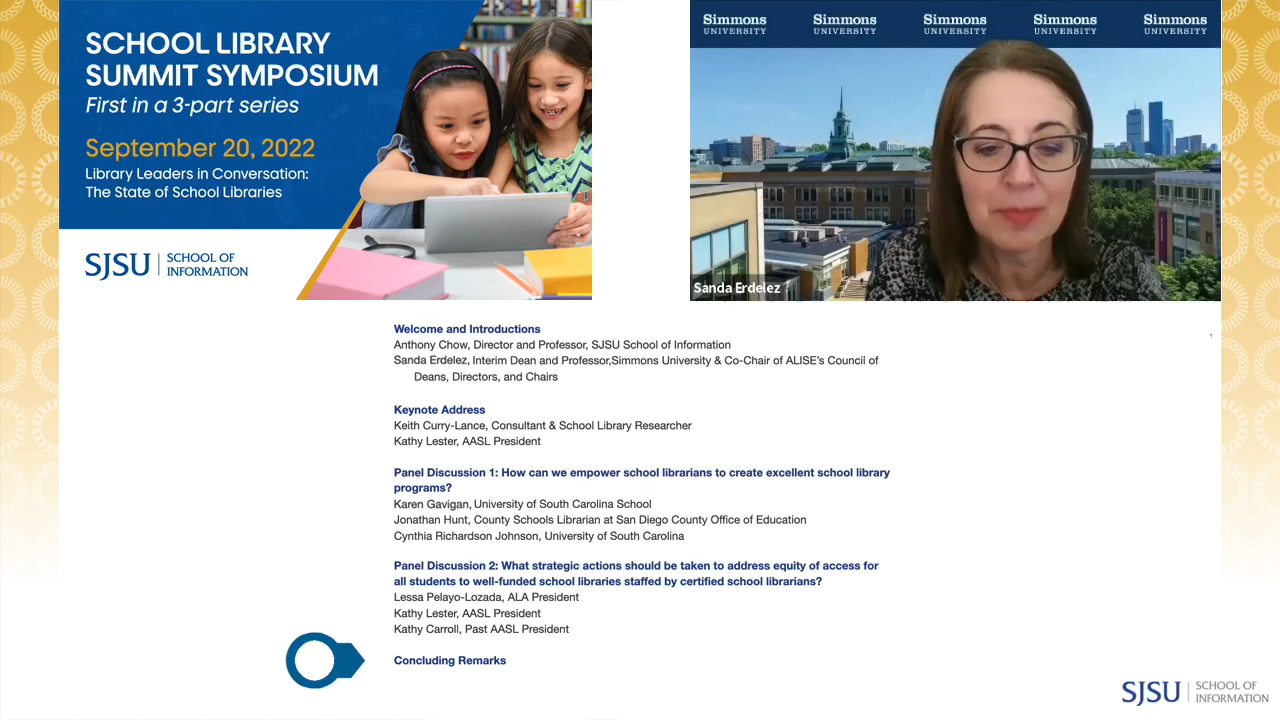 SCHOOL LIBRARY
SUMMIT SYMPOSIUM
First in a 3-part series
September 20, 2022
Library Leaders in Conversation:
The State of School Libraries
SJSU | SCHOOL OF
INFORMATION
Simmons Simmons Simmons Simmons Simmons
UNIVERSITY UNIVERSITY UNIVERSITY UNIVERSITY UNIVERSITY
Sanda Erdelez
Welcome and Introductions
Anthony Chow, Director and Professor, SJSU School of Information
Sanda Erdelez, Interim Dean and Professor,Simmons University & Co-Chair of ALISE's Council of
Deans, Directors, and Chairs
Keynote Address
Keith Curry-Lance, Consultant & School Library Researcher
Kathy Lester, AASL President
Panel Discussion 1: How can we empower school librarians to create excellent school library
programs?
Karen Gavigan, University of South Carolina School
Jonathan Hunt, County Schools Librarian at San Diego County Office of Education
Cynthia Richardson Johnson, University of South Carolina
Panel Discussion 2: What strategic actions should be taken to address equity of access for
all students to well-funded school libraries staffed by certified school librarians?
Lessa Pelayo-Lozada, ALA President
Kathy Lester, AASL President
Kathy Carroll, Past AASL President
Concluding Remarks
SJSU | SCHOOL OF
INFORMATION